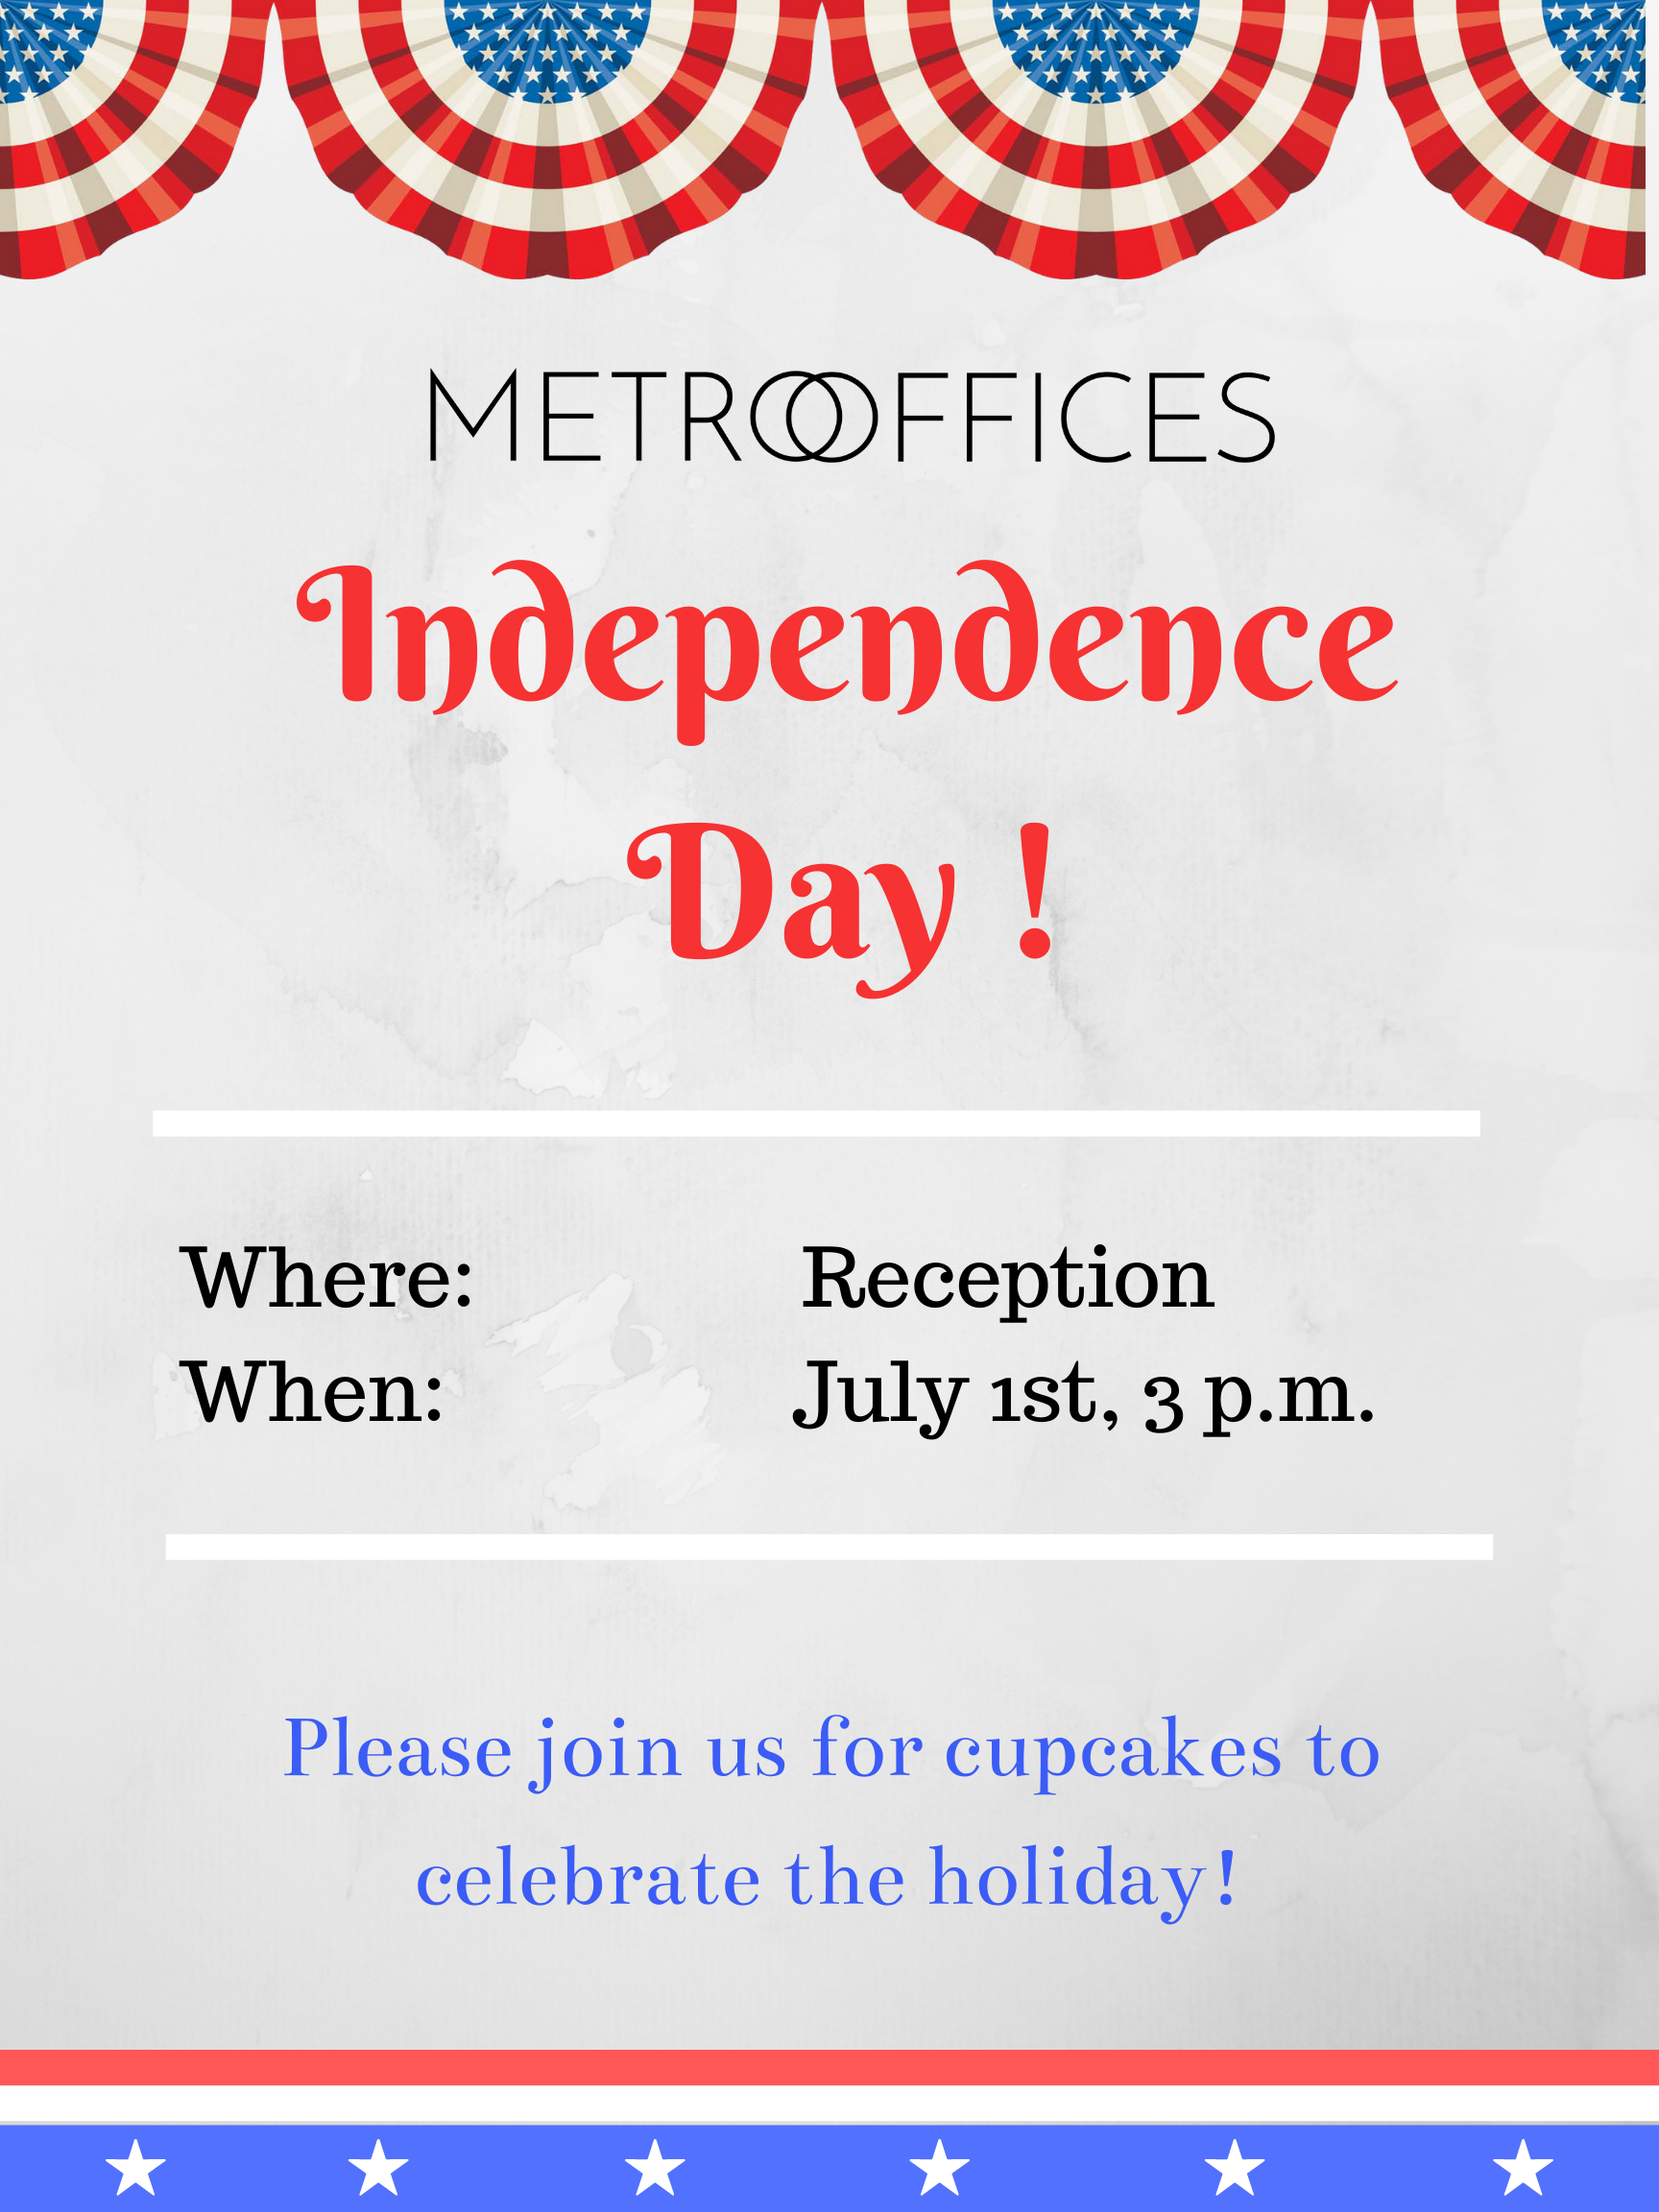 METROOFFICES
Independence
Day !
Where: Reception
When: July 1st, 3 p.m.
Please join us for cupcakes to
celebrate the holiday!